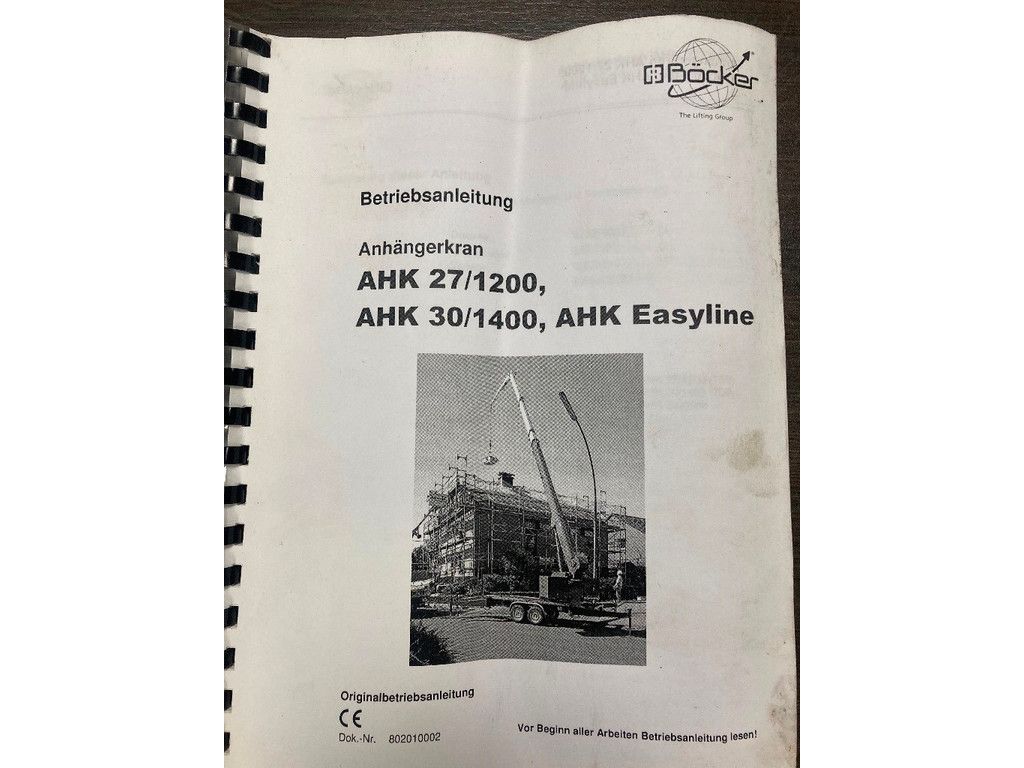 Böcker
The Lifting Group
Betriebsanleitung
Anhängerkran
AHK 27/1200,
AHK 30/1400, AHK Easyline
Originalbetriebsanleitung
CE
Dok.-Nr. 802010002
Vor Beginn aller Arbeiten Betriebsanleitung lesen!